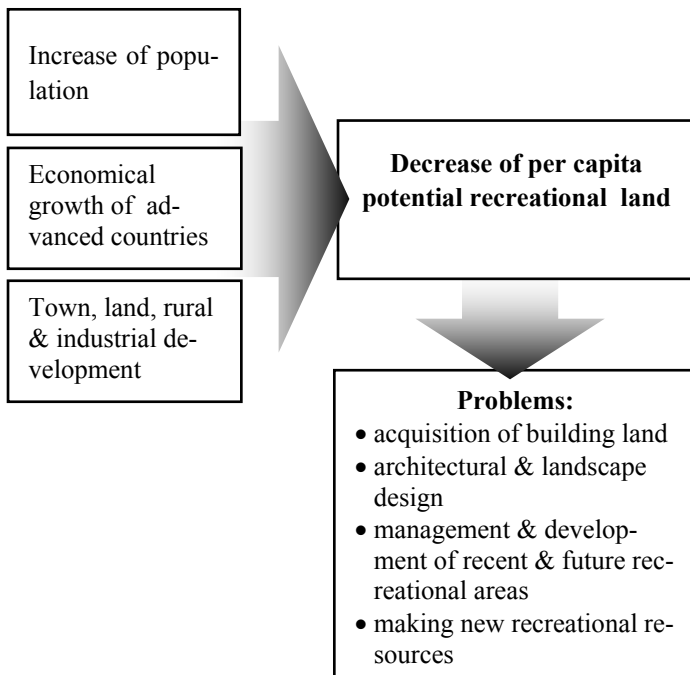 Increase of popu-
lation
Economical
growth of ad-
vanced countries
Town, land, rural
& industrial de-
velopment
Decrease of per capita
potential recreational land
Problems:
• acquisition of building land
• architectural & landscape
design
• management & develop-
ment of recent & future rec-
reational areas
• making new recreational re-
sources